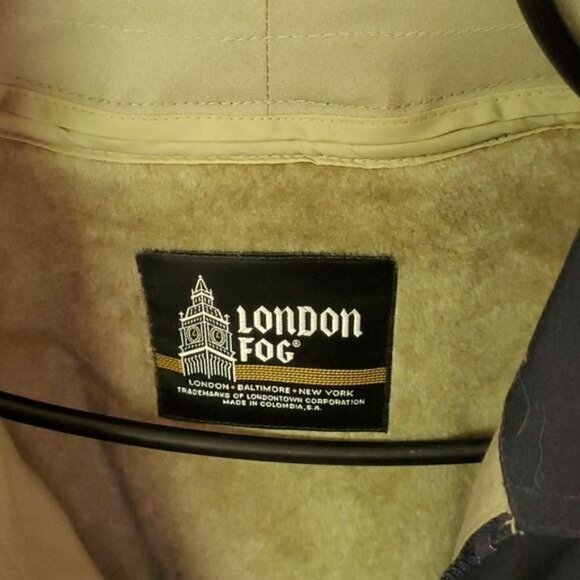 LONDON
FOG®
LONDON • BALTIMORE • NEW YORK
TRADEMARKS OF LONDONTOWN CORPORATION
MADE IN COLOMBIA, S.A.